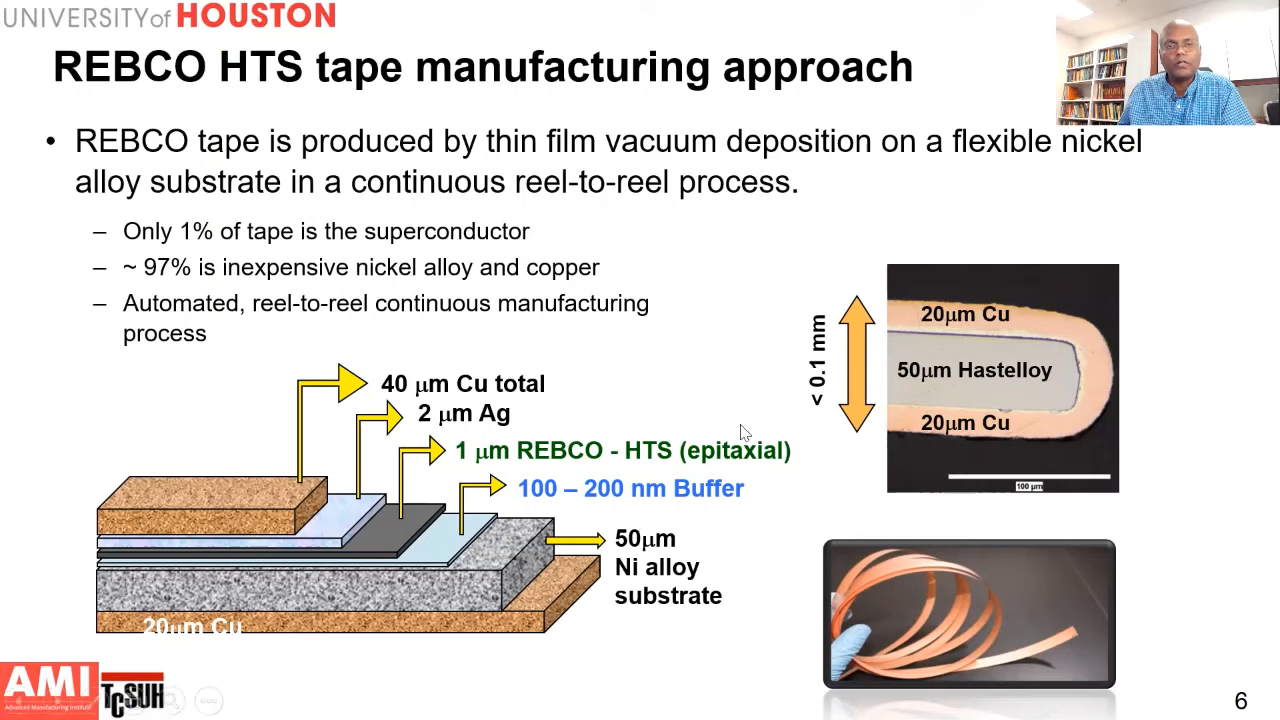 UNIVERSITY of HOUSTON
REBCO HTS tape manufacturing approach
• REBCO tape is produced by thin film vacuum deposition on a flexible nickel
alloy substrate in a continuous reel-to-reel process.
– Only 1% of tape is the superconductor
– ~ 97% is inexpensive nickel alloy and copper
– Automated, reel-to-reel continuous manufacturing
process
40 μm Cu total
2 μm Ag
1 μm REBCO - HTS (epitaxial)
100 – 200 nm Buffer
50μm
Ni alloy
substrate
20μm Cu
< 0.1 mm
20μm Cu
50μm Hastelloy
20μm Cu
100 μm
AMI
Advanced Manufacturing Institute
TcSUH
6